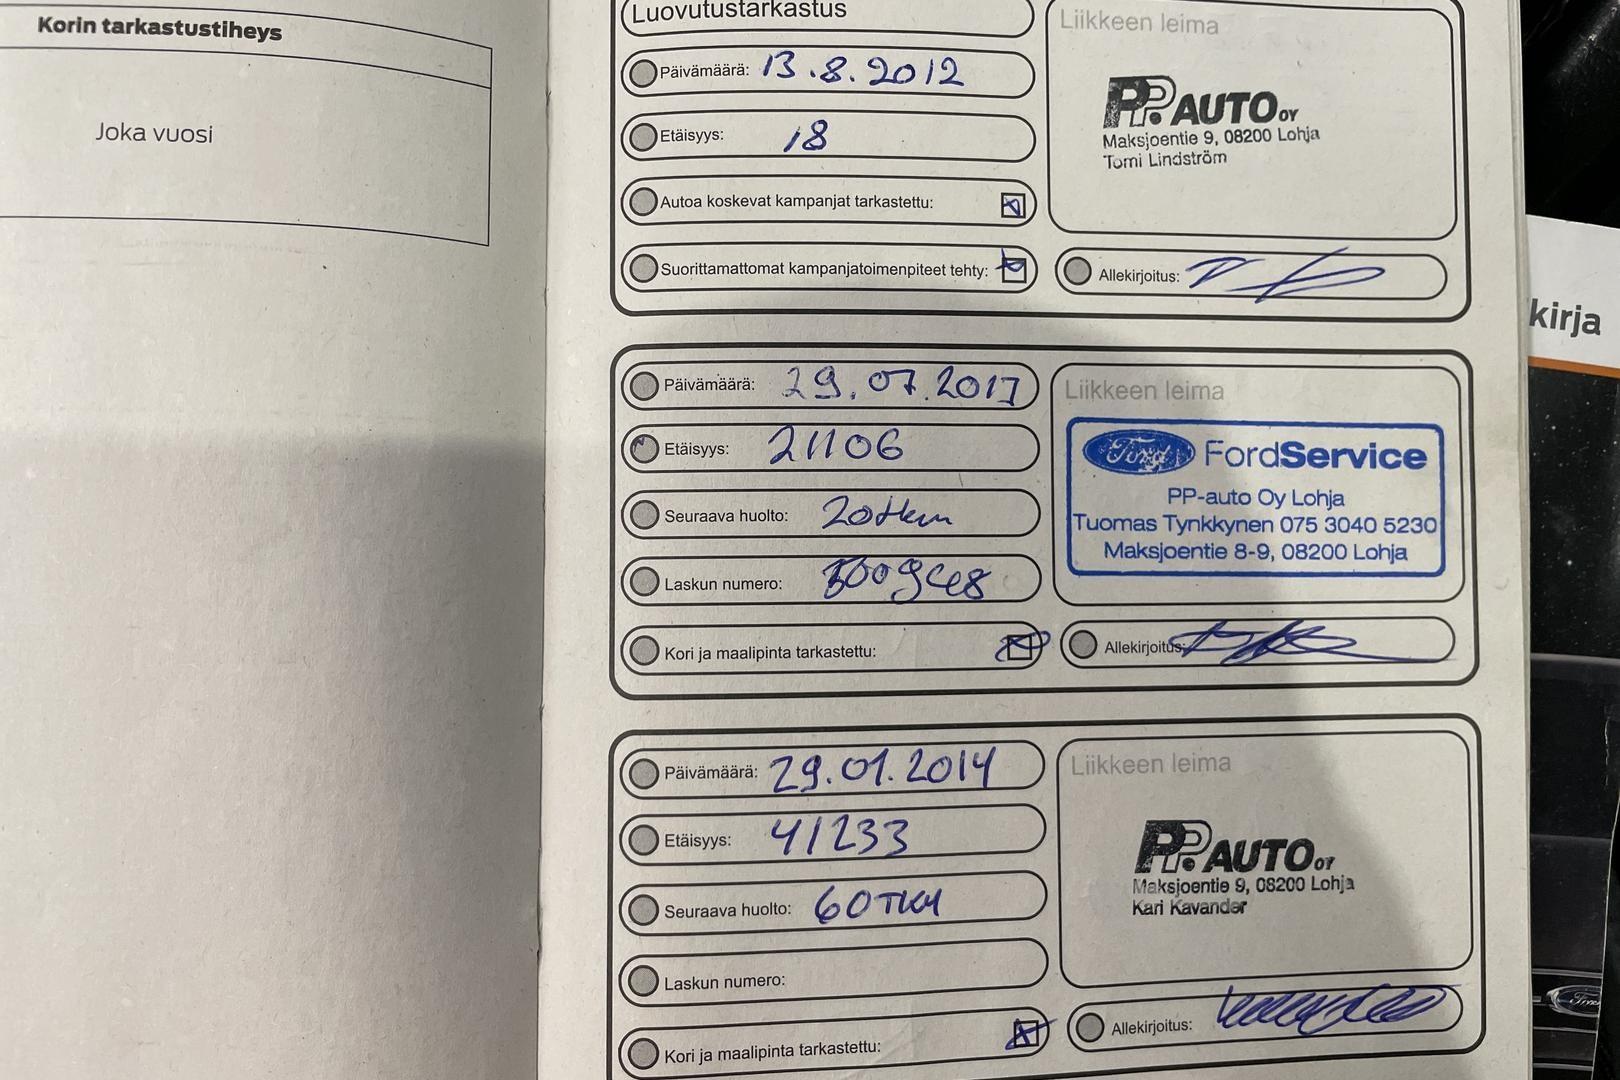 Korin tarkastustiheys
Joka vuosi
Luovutustarkastus
Päivämäärä: 13.8.2012
Etäisyys: 18
Autoa koskevat kampanjat tarkastettu:
Suorittamattomat kampanjatoimenpiteet tehty:
Liikkeen leima
PP. AUTO OY
Maksjoentie 9, 08200 Lohja
Tomi Lindström
Allekirjoitus:
Päivämäärä: 29.07.2013
Etäisyys: 21106
Seuraava huolto: 20tkm
Laskun numero:
Kori ja maalipinta tarkastettu:
Liikkeen leima
Ford FordService
PP-auto Oy Lohja
Tuomas Tynkkynen 075 3040 5230
Maksjoentie 8-9, 08200 Lohja
Allekirjoitus:
Päivämäärä: 29.01.2014
Etäisyys: 41233
Seuraava huolto: 60TKM
Laskun numero:
Kori ja maalipinta tarkastettu:
Liikkeen leima
PP. AUTO OY
Maksjoentie 9, 08200 Lohja
Kari Kavander
Allekirjoitus:
kirja
Ford